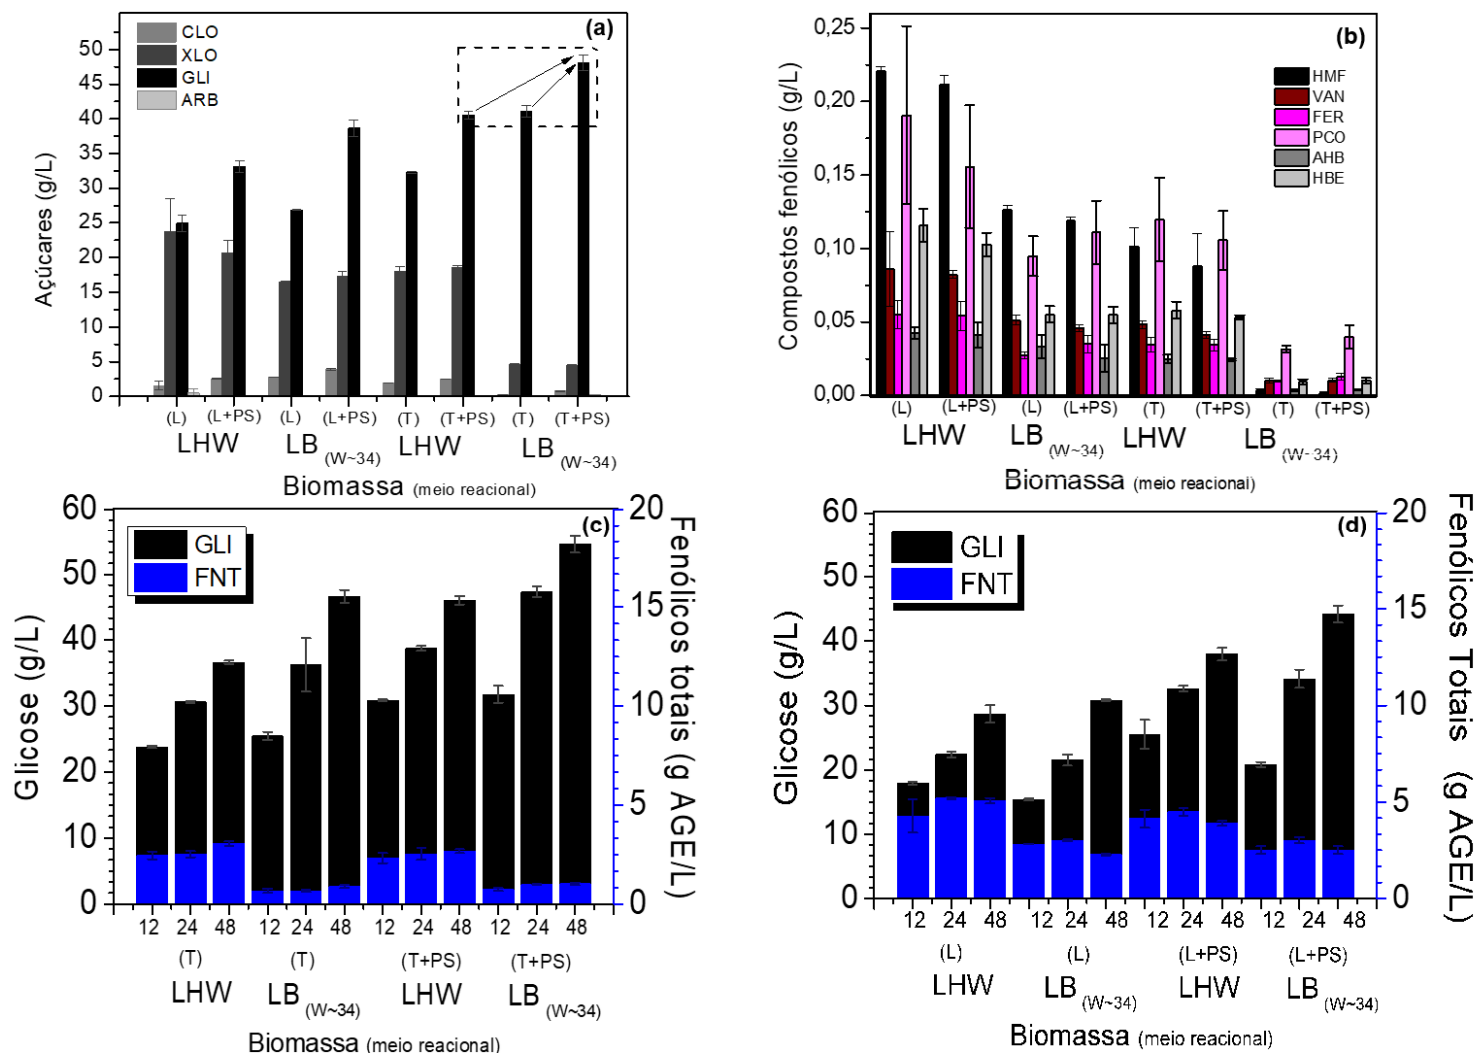 (a)
CLO
XLO
GLI
ARB
Açúcares (g/L)
50
45
40
35
30
25
20
15
10
5
0
(L) (L+PS) (L) (L+PS) (T) (T+PS) (T) (T+PS)
LHW LB (W~34) LHW LB (W~34)
Biomassa (meio reacional)
(b)
HMF
VAN
FER
PCO
AHB
HBE
Compostos fenólicos (g/L)
0,25
0,20
0,15
0,10
0,05
0,00
(L) (L+PS) (L) (L+PS) (T) (T+PS) (T) (T+PS)
LHW LB (W~34) LHW LB (W-34)
Biomassa (meio reacional)
(c)
GLI
FNT
Glicose (g/L)
60
50
40
30
20
10
0
Fenólicos totais (g AGE/L)
20
15
10
5
0
12 24 48 12 24 48 12 24 48 12 24 48
(T) (T) (T+PS) (T+PS)
LHW LB (W~34) LHW LB (W~34)
Biomassa (meio reacional)
(d)
GLI
FNT
Glicose (g/L)
60
50
40
30
20
10
0
Fenólicos Totais (g AGE/L)
20
15
10
5
0
12 24 48 12 24 48 12 24 48 12 24 48
(L) (L) (L+PS) (L+PS)
LHW LB (W~34) LHW LB (W~34)
Biomassa (meio reacional)